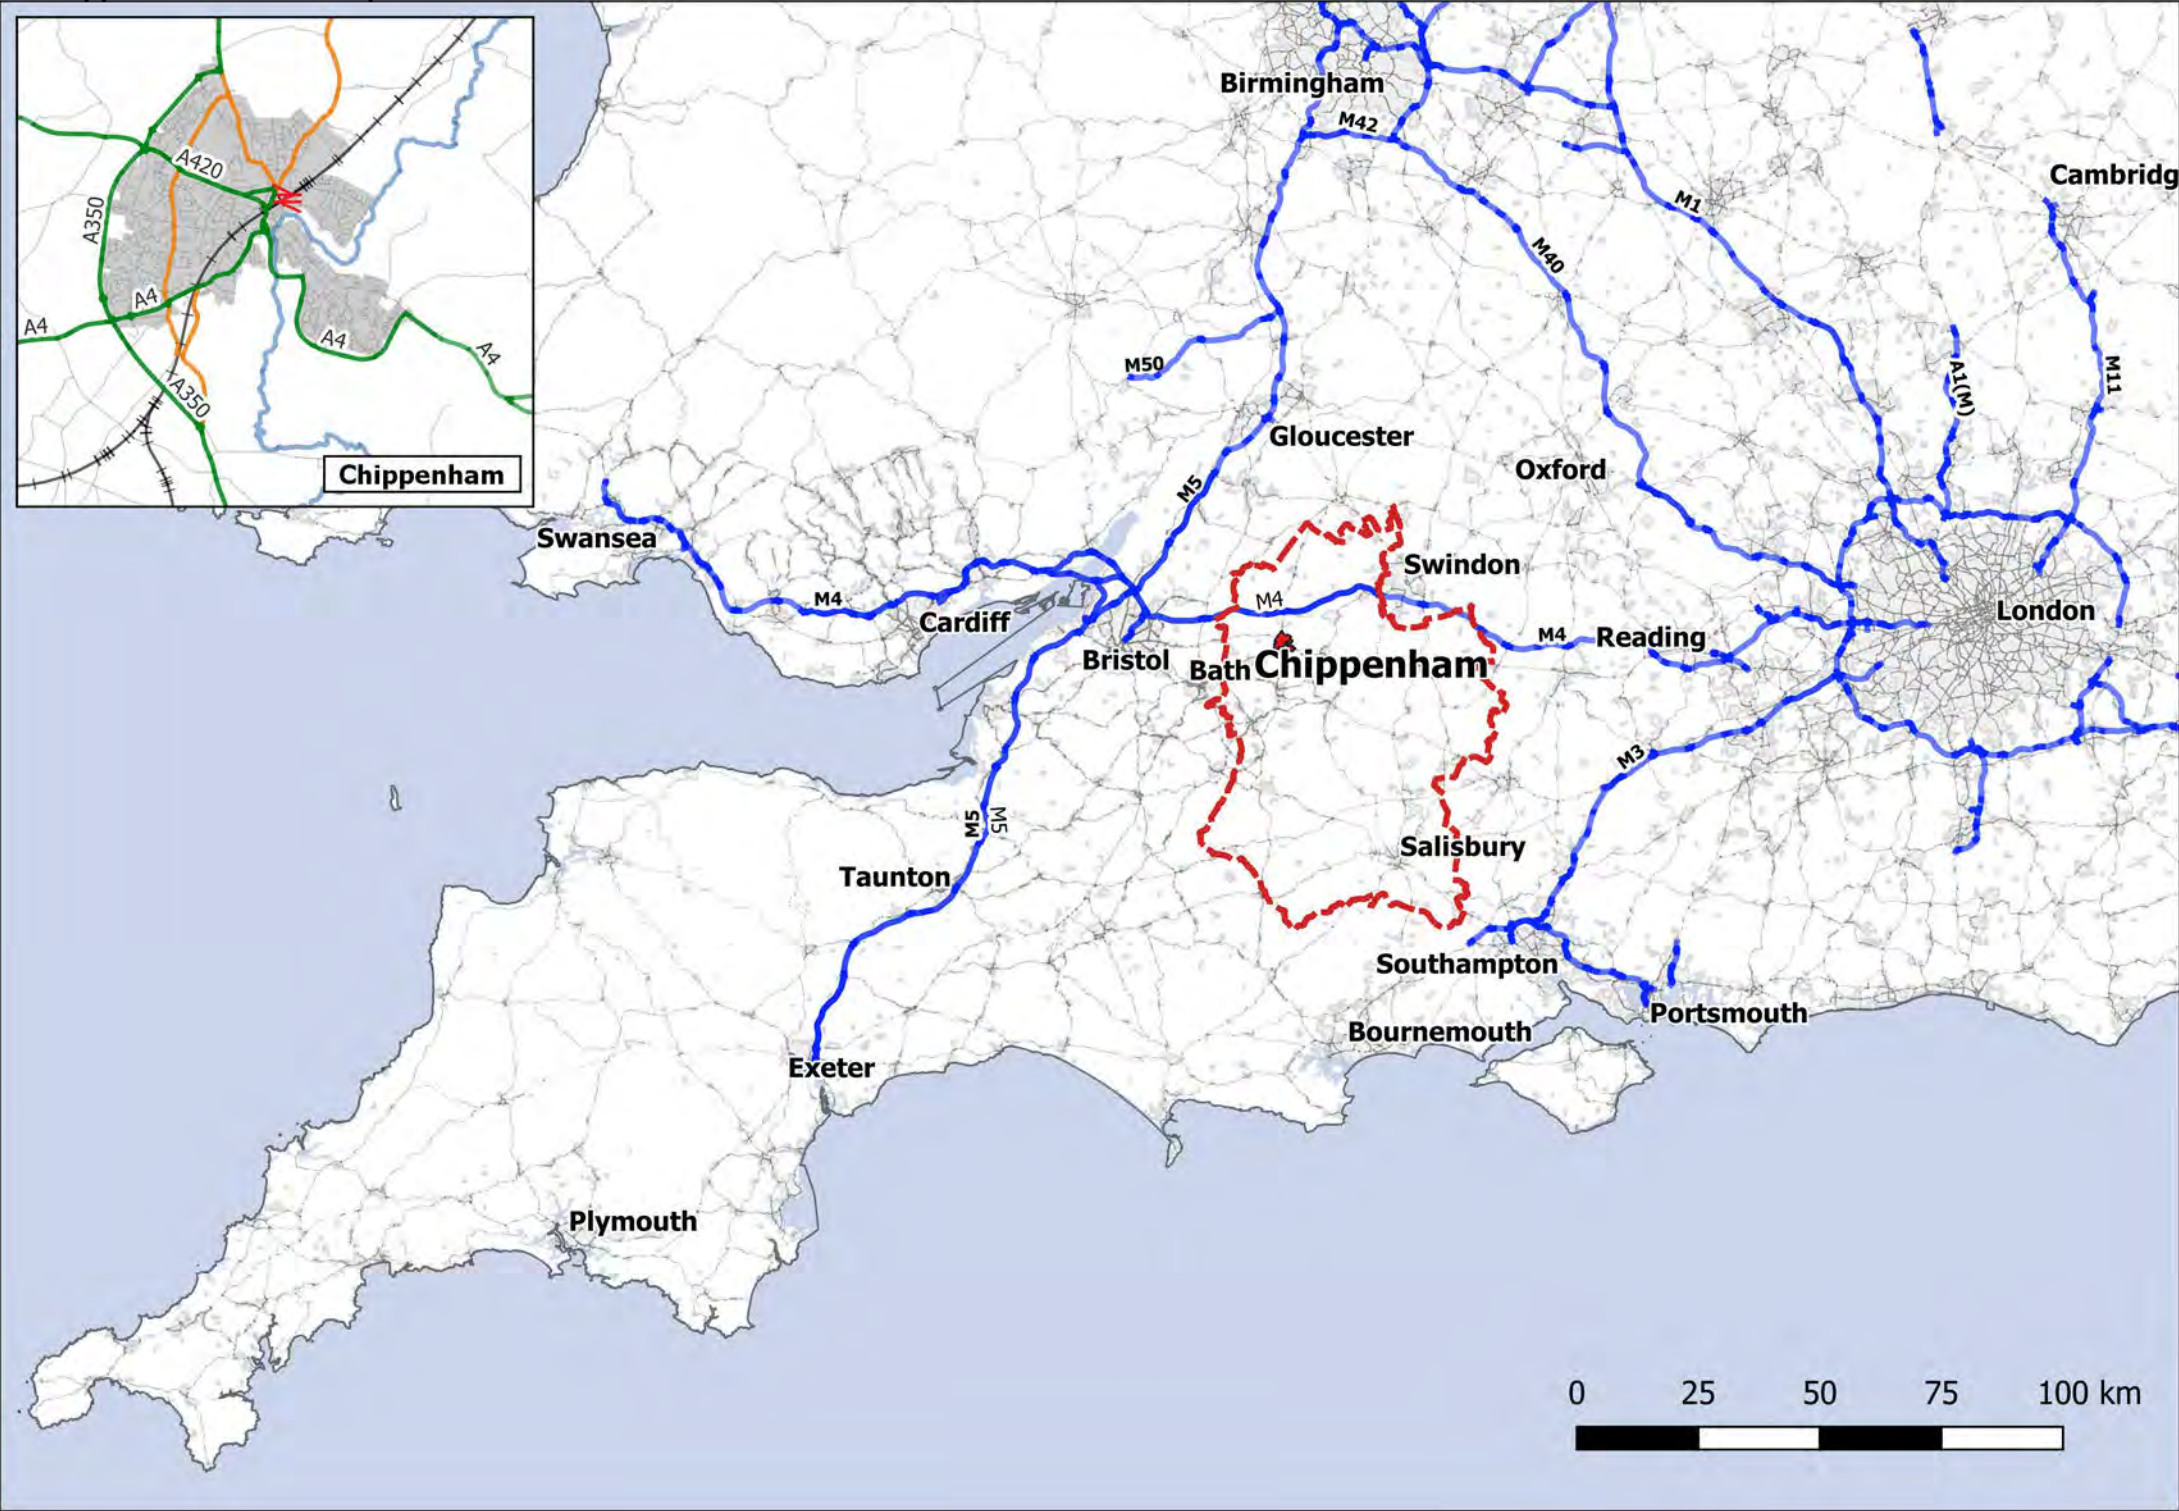 A420
A350
A4
A4
A4
A4
A350
Chippenham
Birmingham
M42
M1
Cambridg
M40
M50
A1(M)
M11
Gloucester
Oxford
M5
Swansea
Swindon
M4
M4
Cardiff
London
M4
Reading
Bristol
Bath
Chippenham
M3
M5
M5
Salisbury
Taunton
Southampton
Portsmouth
Bournemouth
Exeter
Plymouth
0 25 50 75 100 km